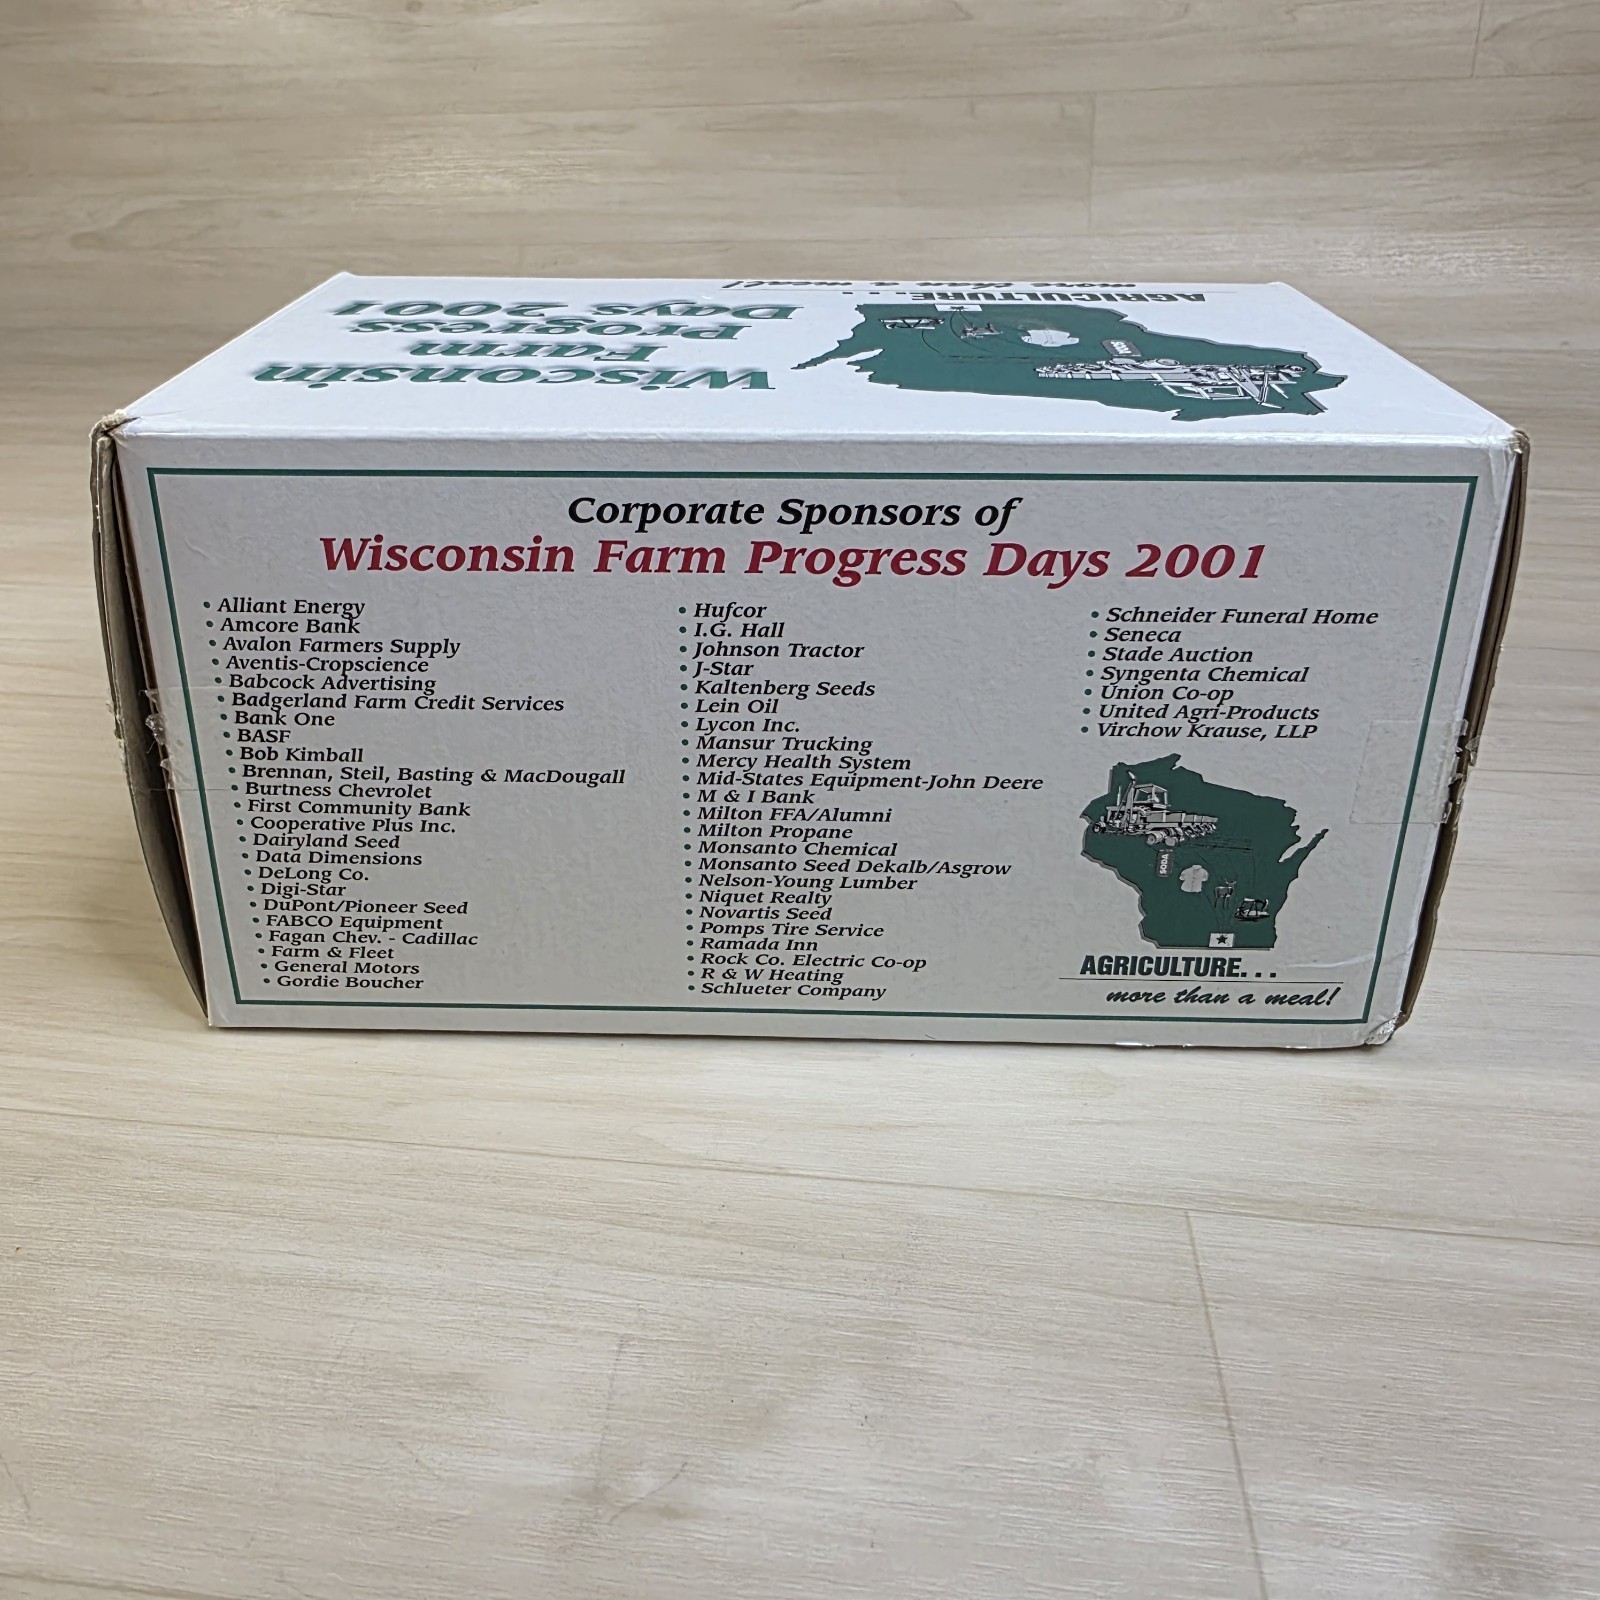 AGRICULTURE...
more than a meal!
Wisconsin
Farm
Progress
Days 2001
SODA
Corporate Sponsors of
Wisconsin Farm Progress Days 2001
• Alliant Energy
• Amcore Bank
• Avalon Farmers Supply
• Aventis-Cropscience
• Babcock Advertising
• Badgerland Farm Credit Services
• Bank One
• BASF
• Bob Kimball
• Brennan, Steil, Basting & MacDougall
• Burtness Chevrolet
• First Community Bank
• Cooperative Plus Inc.
• Dairyland Seed
• Data Dimensions
• DeLong Co.
• Digi-Star
• DuPont/Pioneer Seed
• FABCO Equipment
• Fagan Chev. - Cadillac
• Farm & Fleet
• General Motors
• Gordie Boucher
• Hufcor
• I.G. Hall
• Johnson Tractor
• J-Star
• Kaltenberg Seeds
• Lein Oil
• Lycon Inc.
• Mansur Trucking
• Mercy Health System
• Mid-States Equipment-John Deere
• M & I Bank
• Milton FFA/Alumni
• Milton Propane
• Monsanto Chemical
• Monsanto Seed Dekalb/Asgrow
• Nelson-Young Lumber
• Niquet Realty
• Novartis Seed
• Pomps Tire Service
• Ramada Inn
• Rock Co. Electric Co-op
• R & W Heating
• Schlueter Company
• Schneider Funeral Home
• Seneca
• Stade Auction
• Syngenta Chemical
• Union Co-op
• United Agri-Products
• Virchow Krause, LLP
SODA
AGRICULTURE...
more than a meal!